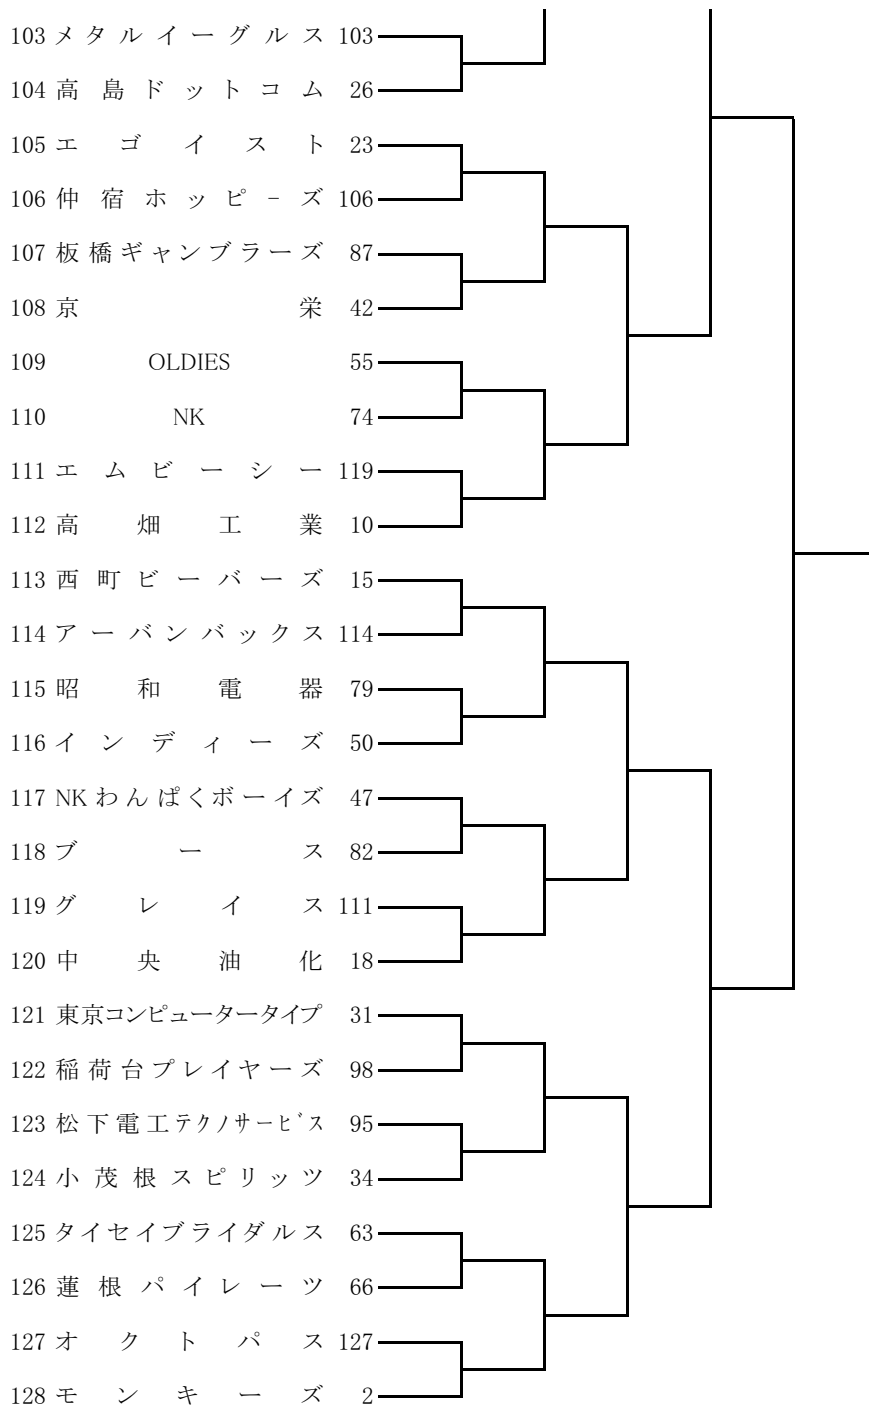 103 メタルイーグルス 103
104 高島ドットコム 26
105 エゴイスト 23
106 仲宿ホッピ-ズ 106
107 板橋ギャンブラーズ 87
108 京栄 42
109 OLDIES 55
110 NK 74
111 エムビーシー 119
112 高畑工業 10
113 西町ビーバーズ 15
114 アーバンバックス 114
115 昭和電器 79
116 インディーズ 50
117 NKわんぱくボーイズ 47
118 ブース 82
119 グレイス 111
120 中央油化 18
121 東京コンピュータータイプ 31
122 稲荷台プレイヤーズ 98
123 松下電工ﾃｸﾉｻｰﾋﾞｽ 95
124 小茂根スピリッツ 34
125 タイセイブライダルス 63
126 蓮根パイレーツ 66
127 オクトパス 127
128 モンキーズ 2